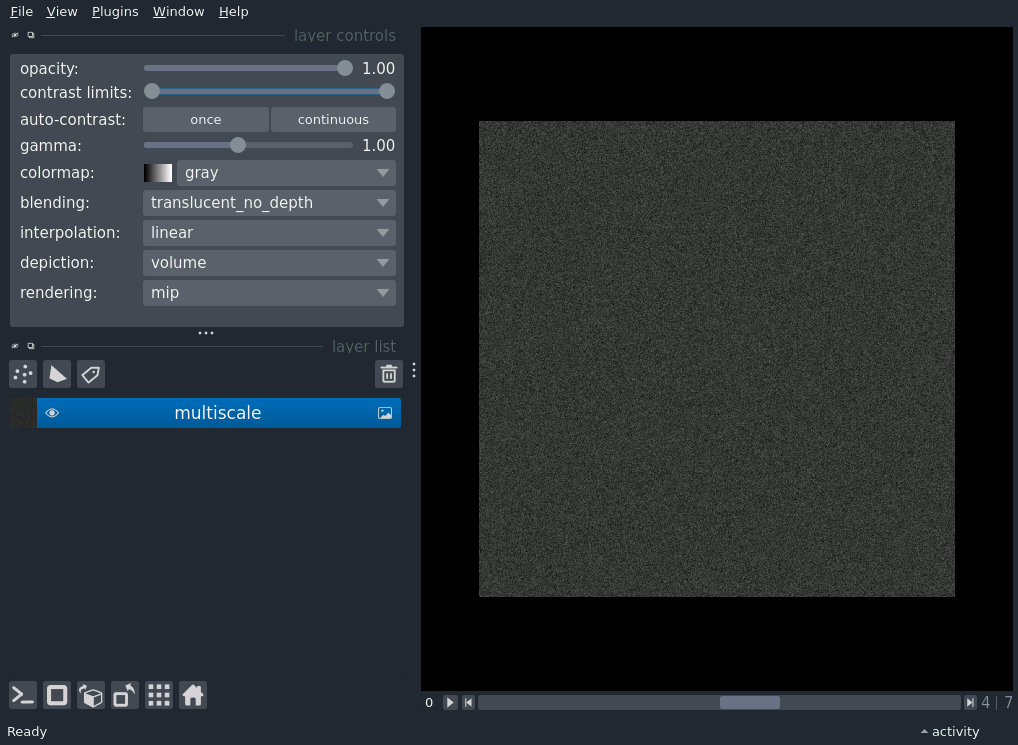 File View Plugins Window Help
layer controls
opacity: 1.00
contrast limits:
auto-contrast: once continuous
gamma: 1.00
colormap: gray
blending: translucent_no_depth
interpolation: linear
depiction: volume
rendering: mip
layer list
multiscale
0 4 | 7
Ready activity